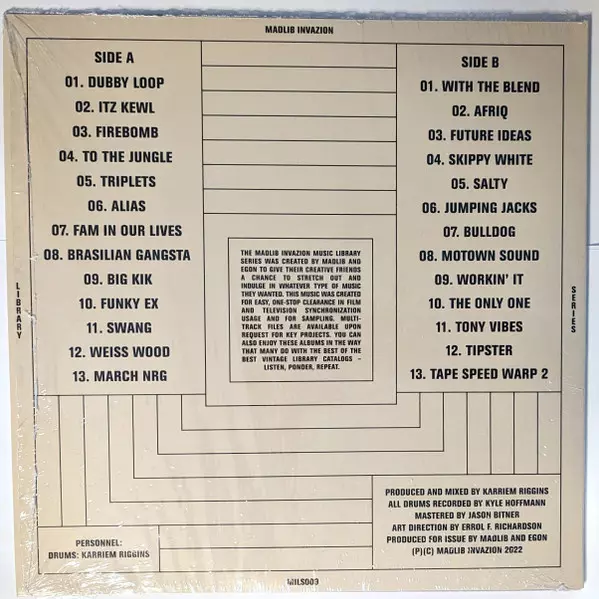 MADLIB INVAZION
SIDE A
01. DUBBY LOOP
02. ITZ KEWL
03. FIREBOMB
04. TO THE JUNGLE
05. TRIPLETS
06. ALIAS
07. FAM IN OUR LIVES
08. BRASILIAN GANGSTA
09. BIG KIK
10. FUNKY EX
11. SWANG
12. WEISS WOOD
13. MARCH NRG
SIDE B
01. WITH THE BLEND
02. AFRIQ
03. FUTURE IDEAS
04. SKIPPY WHITE
05. SALTY
06. JUMPING JACKS
07. BULLDOG
08. MOTOWN SOUND
09. WORKIN' IT
10. THE ONLY ONE
11. TONY VIBES
12. TIPSTER
13. TAPE SPEED WARP 2
THE MADLIB INVAZION MUSIC LIBRARY
SERIES WAS CREATED BY MADLIB AND
EGON TO GIVE THEIR CREATIVE FRIENDS
A CHANCE TO STRETCH OUT AND
INDULGE IN WHATEVER TYPE OF MUSIC
THEY WANTED. THIS MUSIC WAS CREATED
FOR EASY, ONE-STOP CLEARANCE IN FILM
AND TELEVISION SYNCHRONIZATION
USAGE AND FOR SAMPLING. MULTI-
TRACK FILES ARE AVAILABLE UPON
REQUEST FOR KEY PROJECTS. YOU CAN
ALSO ENJOY THESE ALBUMS IN THE WAY
THAT MANY DO WITH THE BEST OF THE
BEST VINTAGE LIBRARY CATALOGS –
LISTEN, PONDER, REPEAT.
LIBRARY
SERIES
PERSONNEL:
DRUMS: KARRIEM RIGGINS
PRODUCED AND MIXED BY KARRIEM RIGGINS
ALL DRUMS RECORDED BY KYLE HOFFMANN
MASTERED BY JASON BITNER
ART DIRECTION BY ERROL F. RICHARDSON
PRODUCED FOR ISSUE BY MADLIB AND EGON
(P)(C) MADLIB INVAZION 2022
MILS003